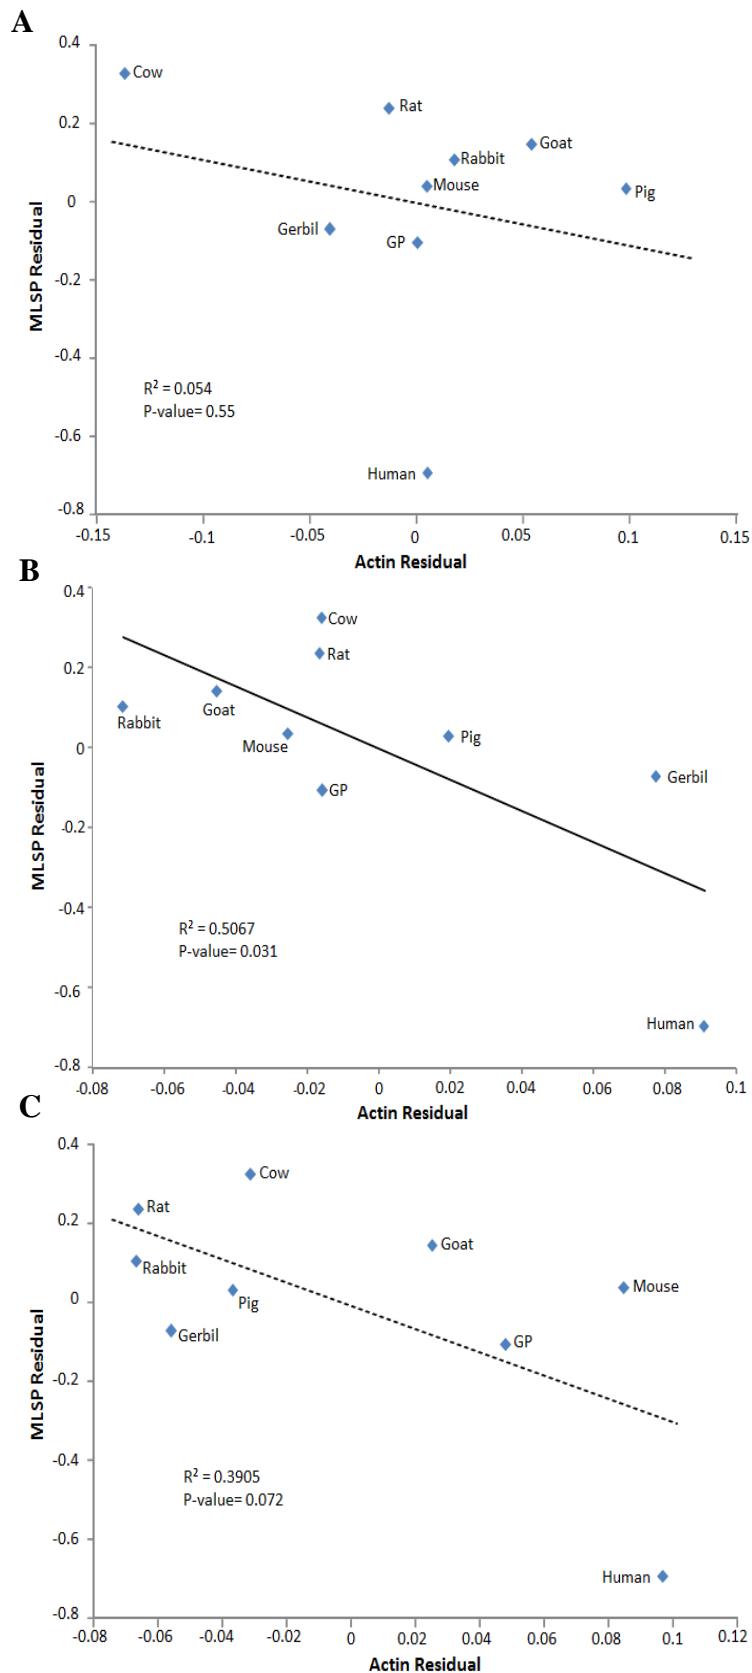 A
0.4
Cow
Rat
0.2
Goat
Rabbit
Mouse
Pig
0
Gerbil
GP
-0.2
MLSP Residual
-0.4
R² = 0.054
P-value= 0.55
-0.6
Human
-0.8
-0.15 -0.1 -0.05 0 0.05 0.1 0.15
Actin Residual
B
0.4
Cow
Rat
0.2
Rabbit
Goat
Mouse
Pig
0
Gerbil
GP
-0.2
MLSP Residual
-0.4
R² = 0.5067
P-value= 0.031
-0.6
Human
-0.8
-0.08 -0.06 -0.04 -0.02 0 0.02 0.04 0.06 0.08 0.1
Actin Residual
C
0.4
Cow
Rat
0.2
Goat
Rabbit
Mouse
0
Pig
Gerbil
GP
-0.2
MLSP Residual
-0.4
R² = 0.3905
P-value= 0.072
-0.6
Human
-0.8
-0.08 -0.06 -0.04 -0.02 0 0.02 0.04 0.06 0.08 0.1 0.12
Actin Residual